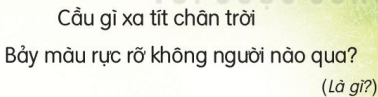 Cầu gì xa tít chân trời
Bảy màu rực rỡ không người nào qua?
(Là gì?)